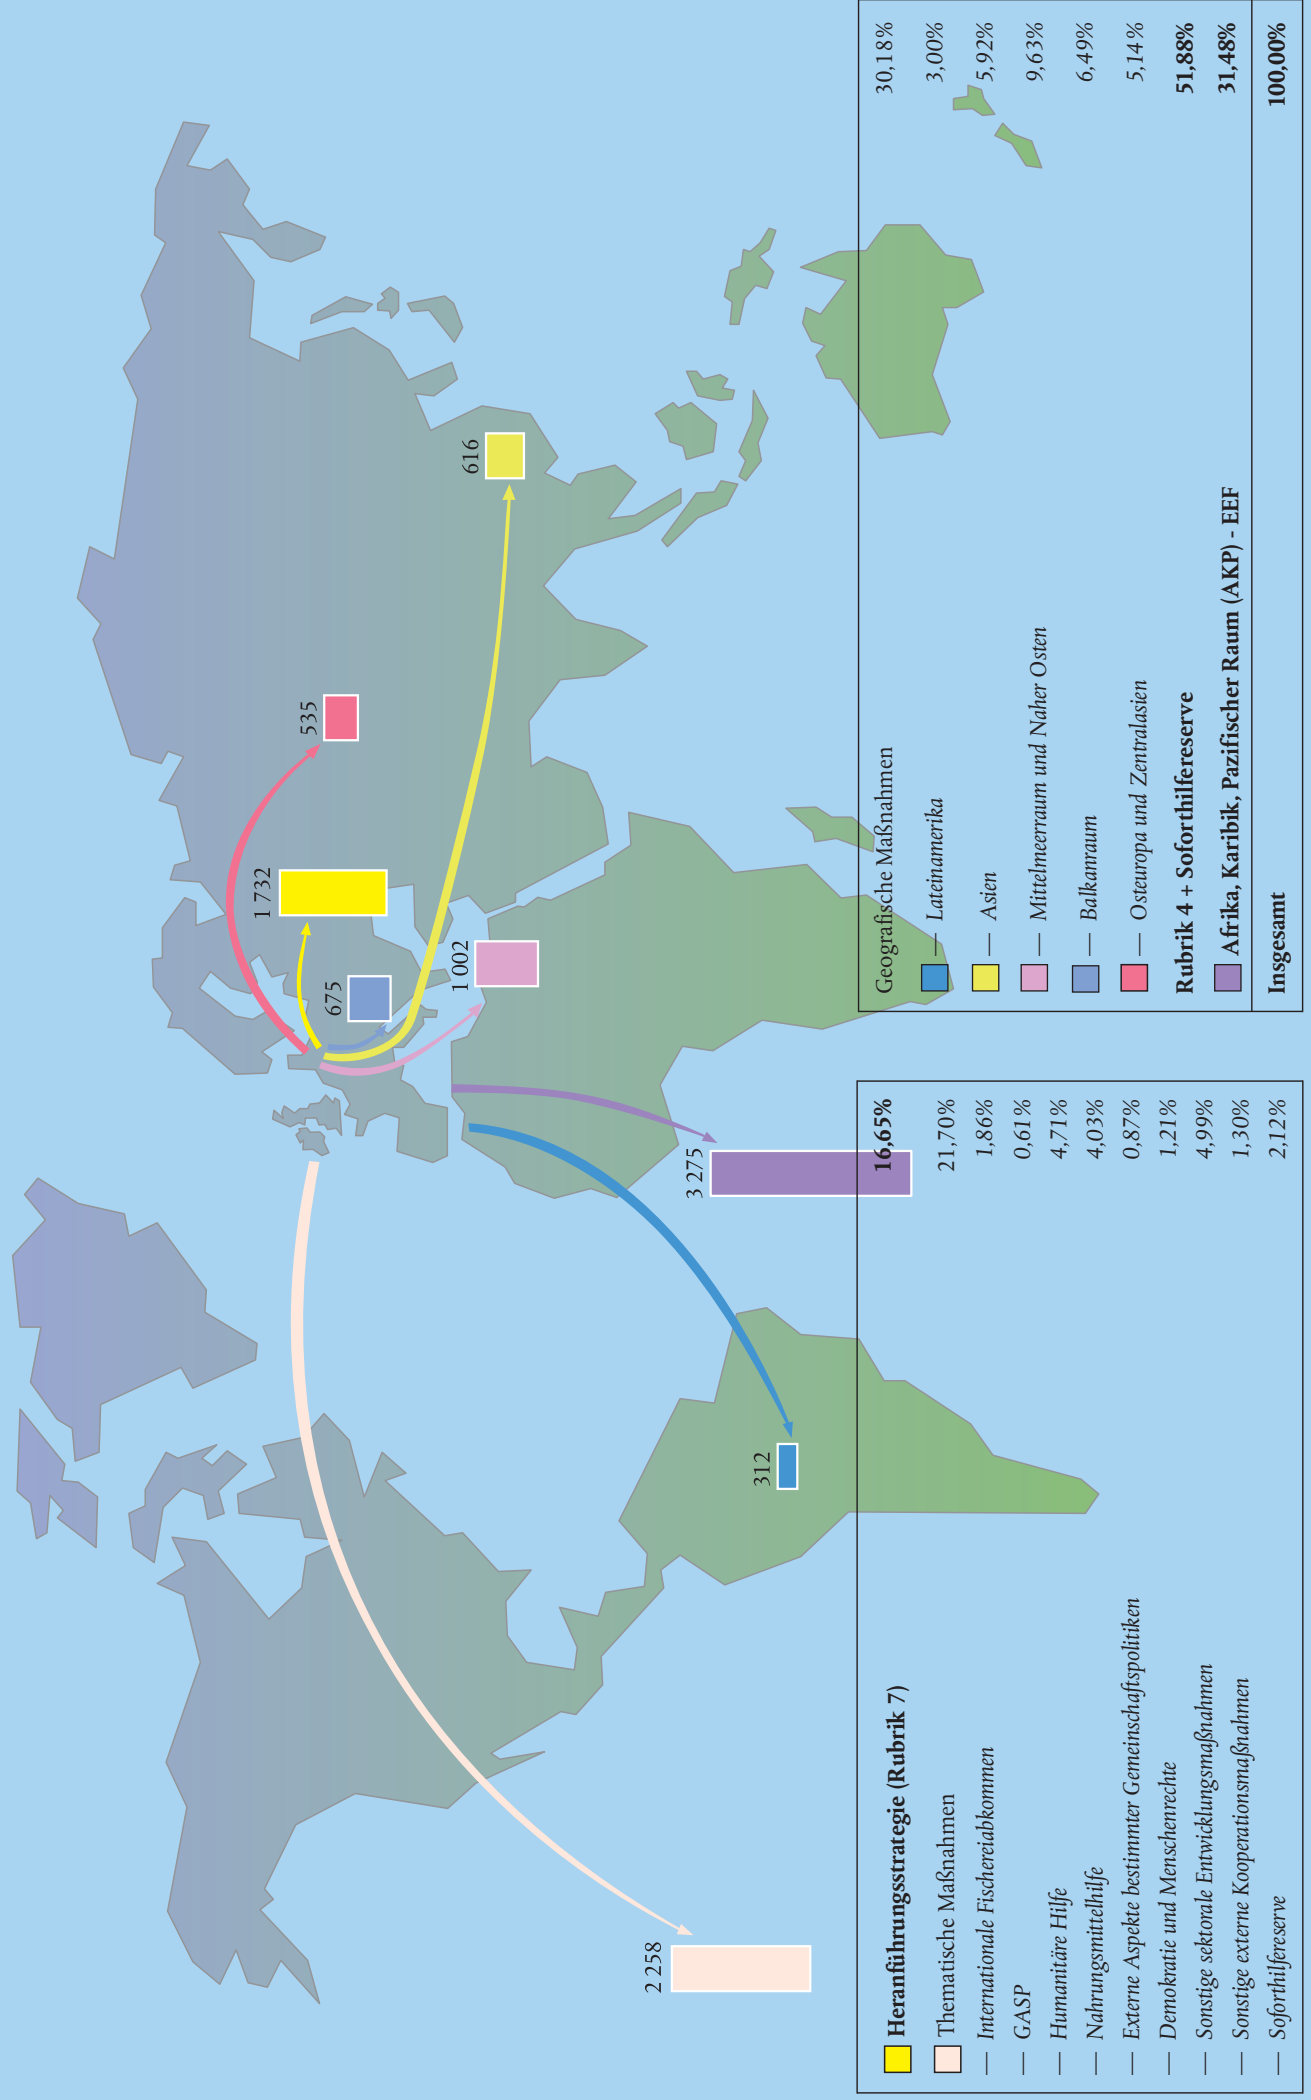 2 258
312
3 275
1 002
675
1 732
535
616
Heranführungsstrategie (Rubrik 7) 16,65%
Thematische Maßnahmen 21,70%
— Internationale Fischereiabkommen 1,86%
— GASP 0,61%
— Humanitäre Hilfe 4,71%
— Nahrungsmittelhilfe 4,03%
— Externe Aspekte bestimmter Gemeinschaftspolitiken 0,87%
— Demokratie und Menschenrechte 1,21%
— Sonstige sektorale Entwicklungsmaßnahmen 4,99%
— Sonstige externe Kooperationsmaßnahmen 1,30%
— Soforthilfereserve 2,12%
Geografische Maßnahmen 30,18%
— Lateinamerika 3,00%
— Asien 5,92%
— Mittelmeerraum und Naher Osten 9,63%
— Balkanraum 6,49%
— Osteuropa und Zentralasien 5,14%
Rubrik 4 + Soforthilfereserve 51,88%
Afrika, Karibik, Pazifischer Raum (AKP) - EEF 31,48%
Insgesamt 100,00%